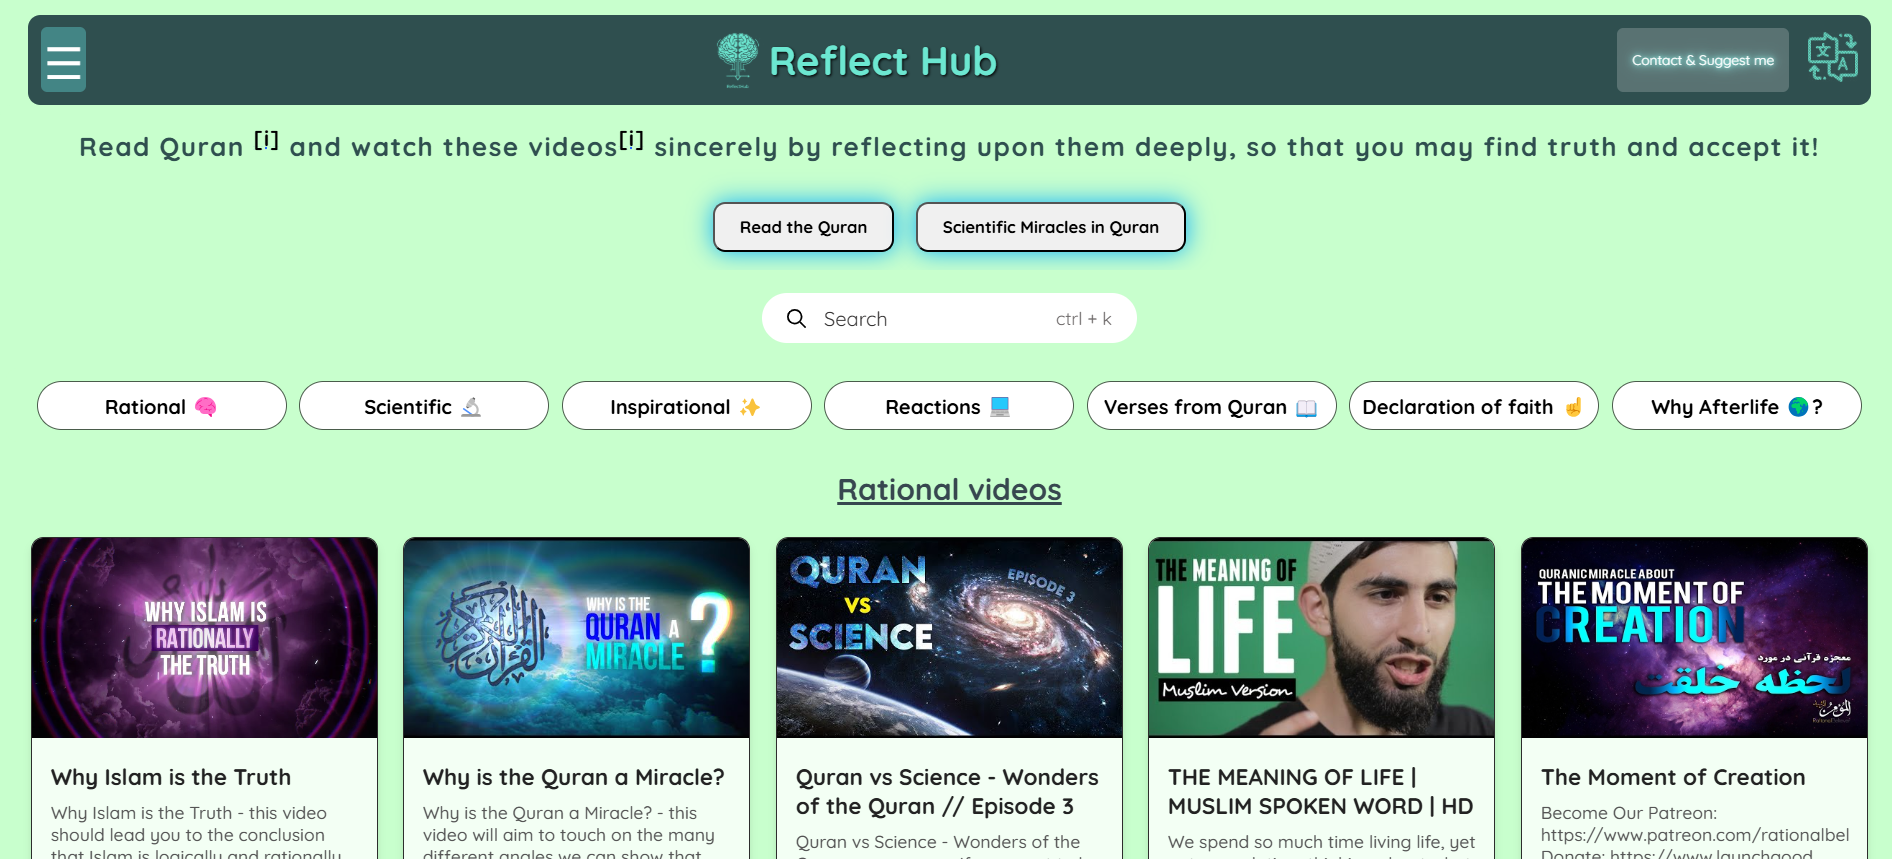 Reflect Hub
Contact & Suggest me
Read Quran [i] and watch these videos[i] sincerely by reflecting upon them deeply, so that you may find truth and accept it!
Read the Quran
Scientific Miracles in Quran
Search
ctrl + k
Rational 🧠
Scientific 🔬
Inspirational ✨
Reactions 💻
Verses from Quran 📖
Declaration of faith ☝
Why Afterlife 🌍?
Rational videos
WHY ISLAM IS
RATIONALLY
THE TRUTH
WHY IS THE
QURAN A
MIRACLE ?
QURAN
VS
SCIENCE
EPISODE 3
THE MEANING OF
LIFE
Muslim Version
QURANIC MIRACLE ABOUT
THE MOMENT OF
CREATION
معجزه قرآنی در مورد
لحظه خلقت
Why Islam is the Truth
Why Islam is the Truth - this video
should lead you to the conclusion
that Islam is logically and rationally
Why is the Quran a Miracle?
Why is the Quran a Miracle? - this
video will aim to touch on the many
different angles we can show that
Quran vs Science - Wonders
of the Quran // Episode 3
Quran vs Science - Wonders of the
THE MEANING OF LIFE |
MUSLIM SPOKEN WORD | HD
We spend so much time living life, yet
The Moment of Creation
Become Our Patreon:
https://www.patreon.com/rationalbel
Donate: https://www.launchgood